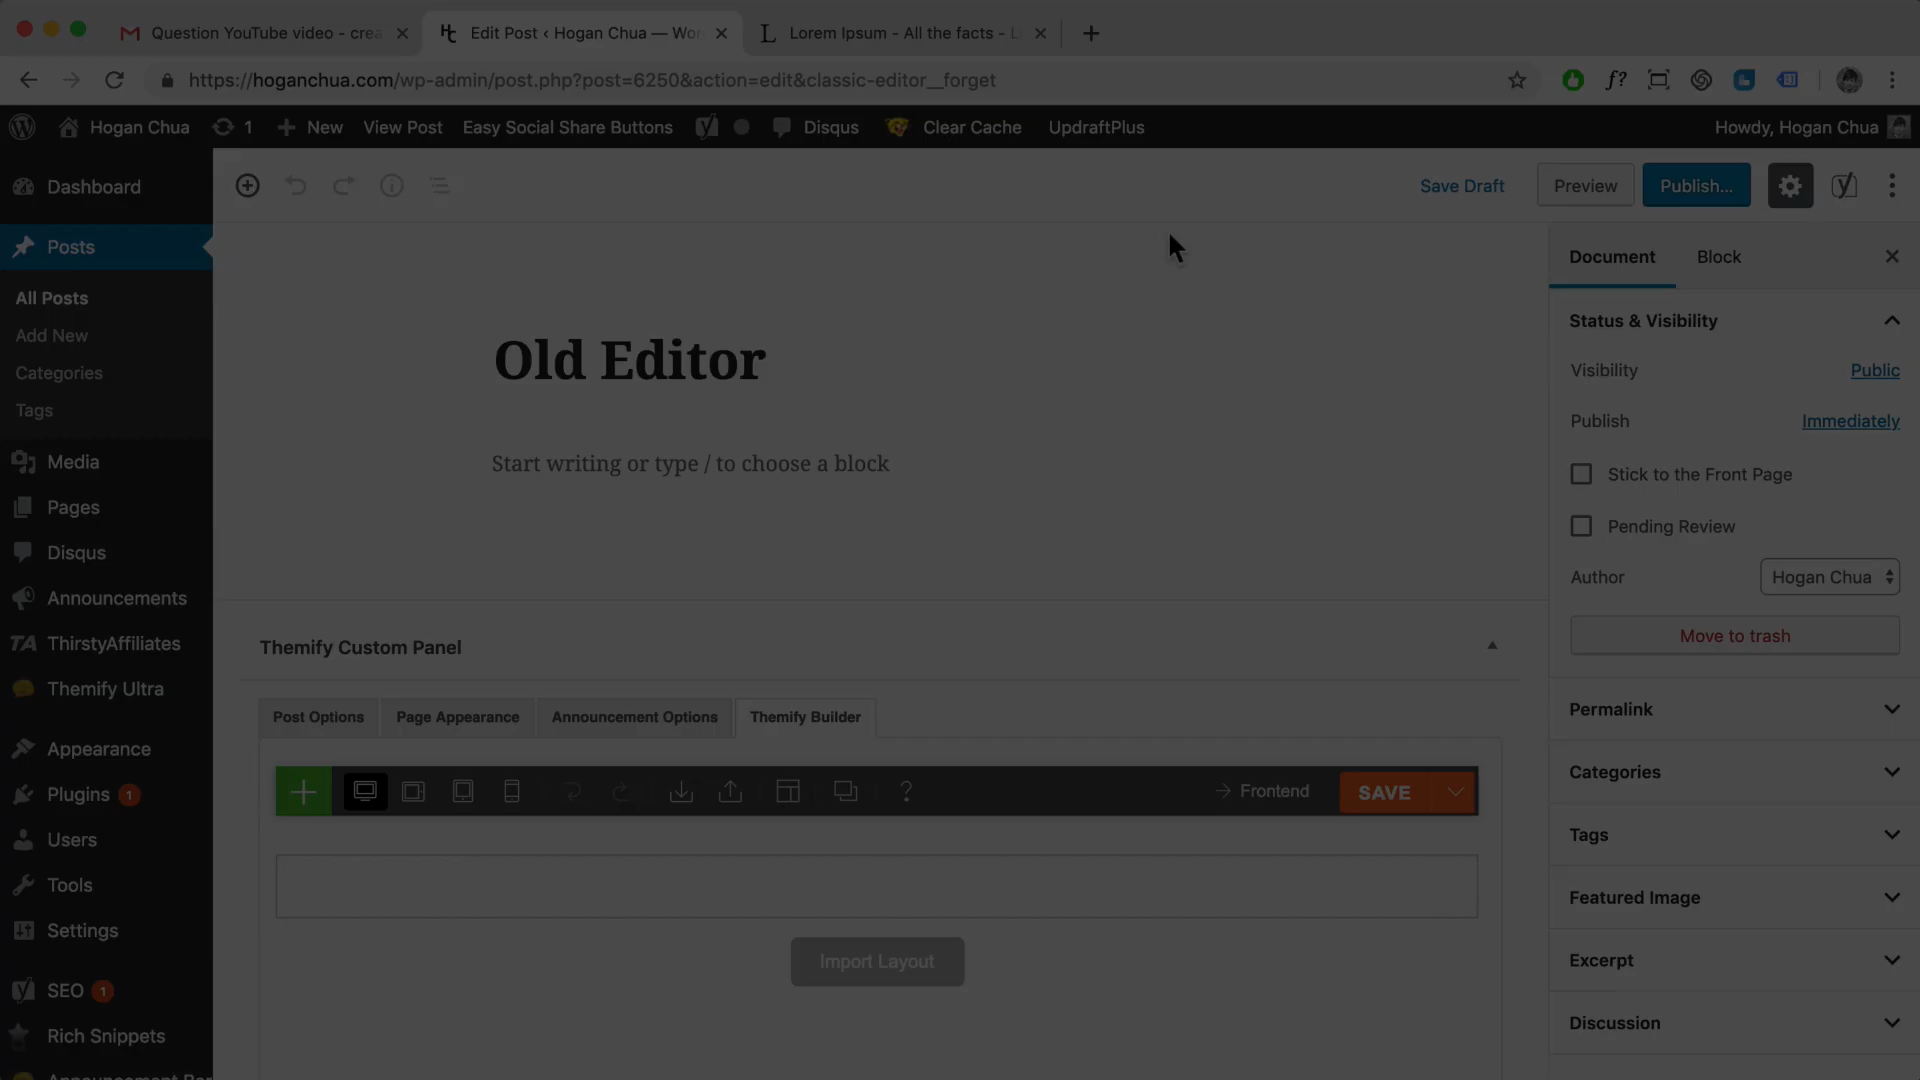 Question YouTube video - crea
Edit Post ‹ Hogan Chua — Wor
Lorem Ipsum - All the facts - L
https://hoganchua.com/wp-admin/post.php?post=6250&action=edit&classic-editor__forget
Hogan Chua
1
New
View Post
Easy Social Share Buttons
Disqus
Clear Cache
UpdraftPlus
Howdy, Hogan Chua
Dashboard
Posts
All Posts
Add New
Categories
Tags
Media
Pages
Disqus
Announcements
TA ThirstyAffiliates
Themify Ultra
Appearance
Plugins 1
Users
Tools
Settings
SEO 1
Rich Snippets
Save Draft
Preview
Publish...
Old Editor
Start writing or type / to choose a block
Themify Custom Panel
Post Options
Page Appearance
Announcement Options
Themify Builder
Frontend
SAVE
Import Layout
Document
Block
Status & Visibility
Visibility
Public
Publish
Immediately
Stick to the Front Page
Pending Review
Author
Hogan Chua
Move to trash
Permalink
Categories
Tags
Featured Image
Excerpt
Discussion